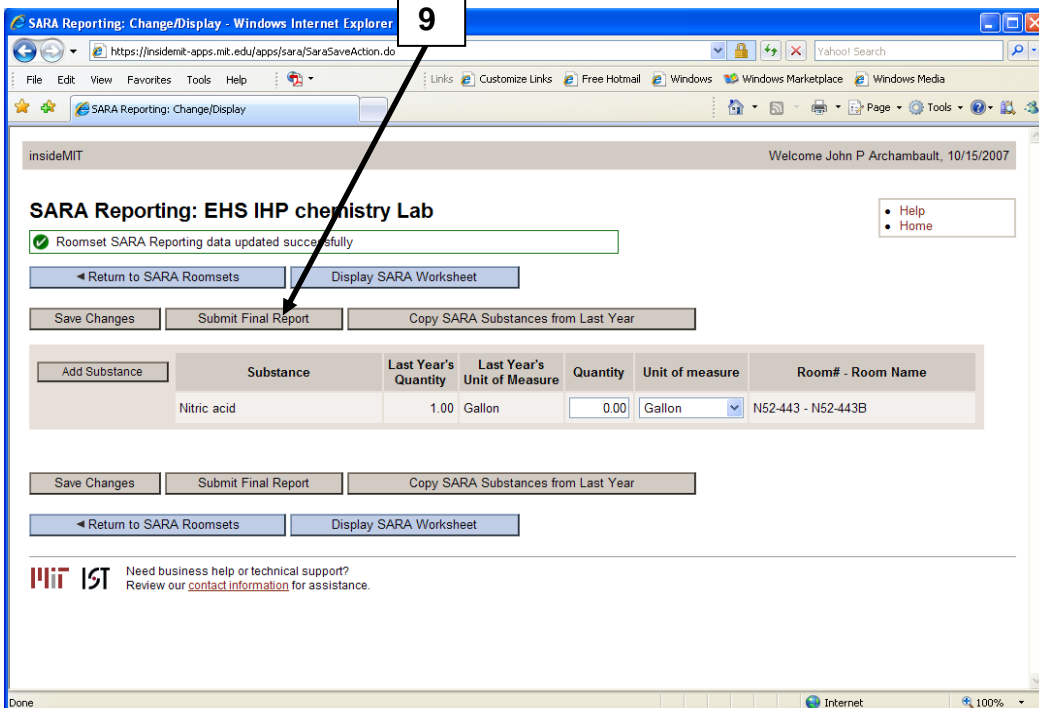 9
SARA Reporting: Change/Display - Windows Internet Explorer
https://insidemit-apps.mit.edu/apps/sara/SaraSaveAction.do
Yahoo! Search
File Edit View Favorites Tools Help
Links Customize Links Free Hotmail Windows Windows Marketplace Windows Media
SARA Reporting: Change/Display
Page Tools
insideMIT Welcome John P Archambault, 10/15/2007
SARA Reporting: EHS IHP chemistry Lab
Help
Home
Roomset SARA Reporting data updated successfully
Return to SARA Roomsets Display SARA Worksheet
Save Changes Submit Final Report Copy SARA Substances from Last Year
Add Substance Substance Last Year's Quantity Last Year's Unit of Measure Quantity Unit of measure Room# - Room Name
Nitric acid 1.00 Gallon 0.00 Gallon N52-443 - N52-443B
Save Changes Submit Final Report Copy SARA Substances from Last Year
Return to SARA Roomsets Display SARA Worksheet
MIT IST
Need business help or technical support?
Review our contact information for assistance.
Done Internet 100%